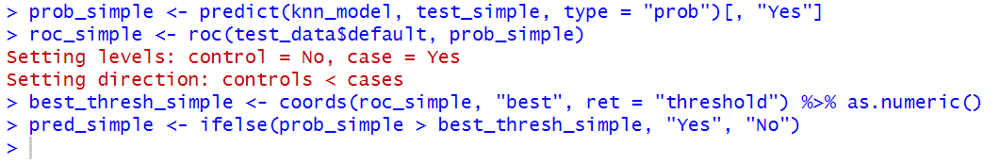 > prob_simple <- predict(knn_model, test_simple, type = "prob")[, "Yes"]
> roc_simple <- roc(test_data$default, prob_simple)
Setting levels: control = No, case = Yes
Setting direction: controls < cases
> best_thresh_simple <- coords(roc_simple, "best", ret = "threshold") %>% as.numeric()
> pred_simple <- ifelse(prob_simple > best_thresh_simple, "Yes", "No")
>